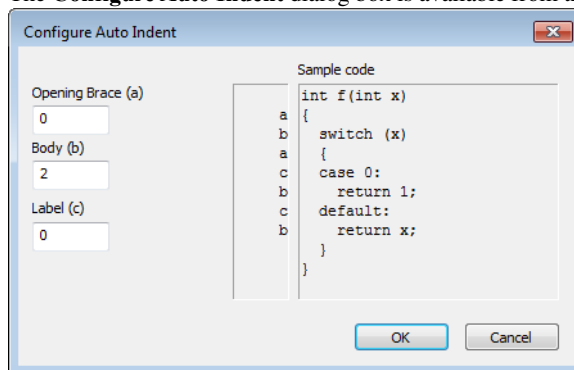 The Configure Auto Indent dialog box is available from
Configure Auto Indent
Sample code
Opening Brace (a)
0
Body (b)
2
Label (c)
0
a
b
a
c
b
c
b
int f(int x)
{
  switch (x)
  {
  case 0:
    return 1;
  default:
    return x;
  }
}
OK
Cancel